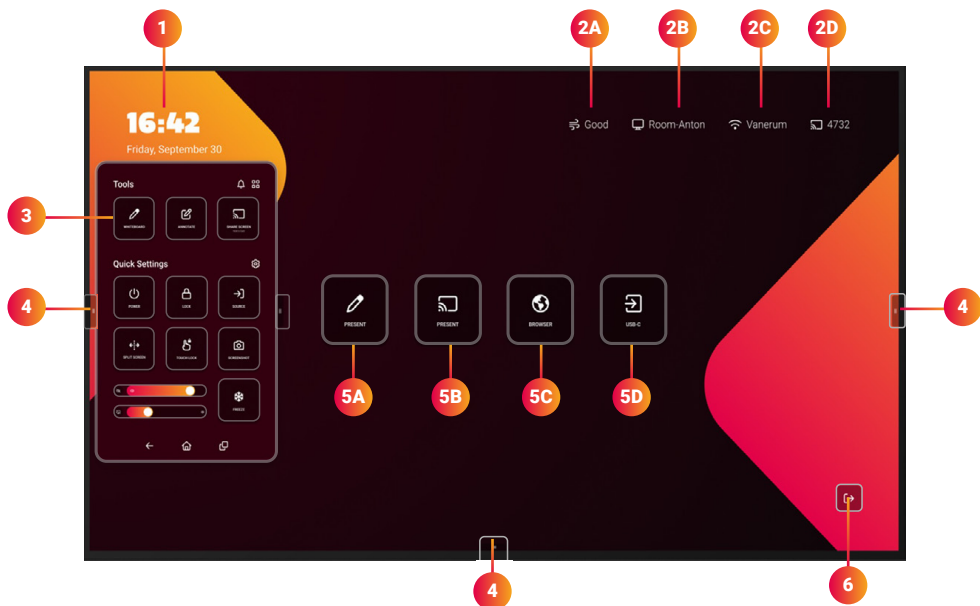 1
2A
2B
2C
2D
16:42
Friday, September 30
Good
Room-Anton
Vanerum
4732
Tools
3
WHITEBOARD
ANNOTATE
SHARE SCREEN
Quick Settings
4
POWER
LOCK
SOURCE
PRESENT
PRESENT
BROWSER
USB-C
4
SPLIT SCREEN
TOUCH LOCK
SCREENSHOT
5A
5B
5C
5D
FREEZE
4
6